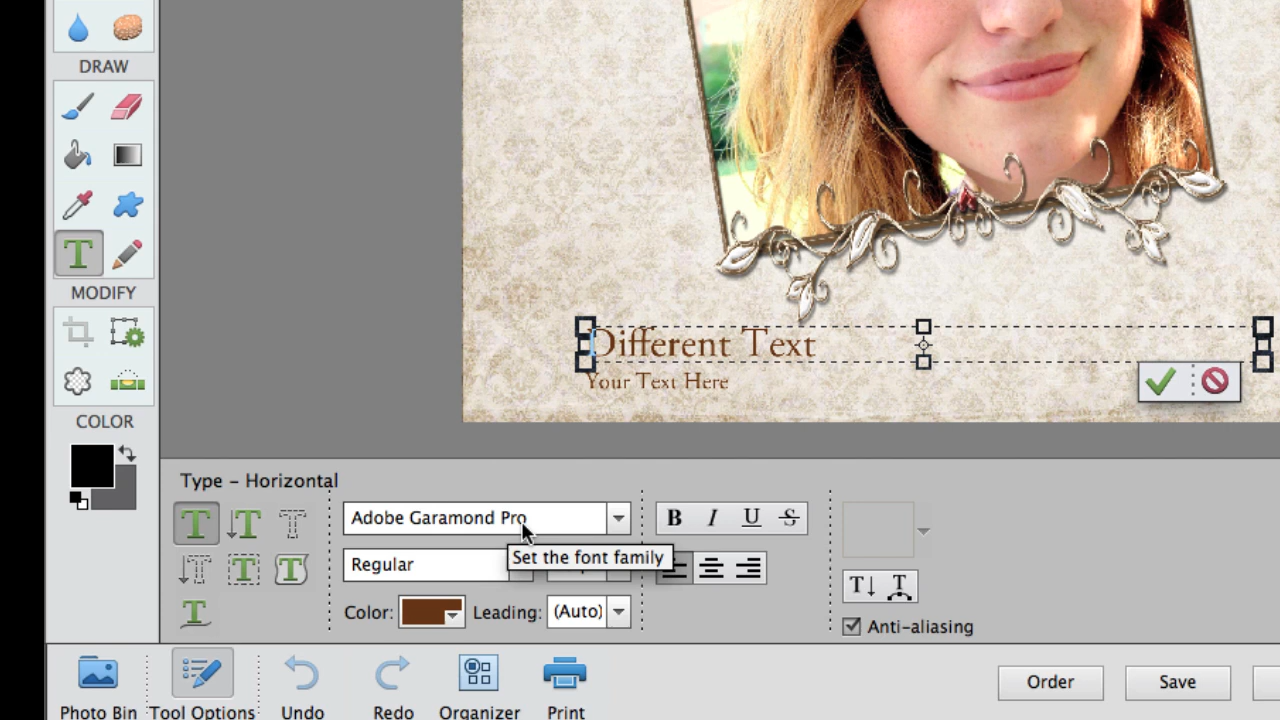 DRAW
MODIFY
COLOR
Different Text
Your Text Here
Type - Horizontal
Adobe Garamond Pro
Set the font family
Regular
Color:
Leading:
(Auto)
B I U S
Anti-aliasing
Order
Save
Photo Bin
Tool Options
Undo
Redo
Organizer
Print